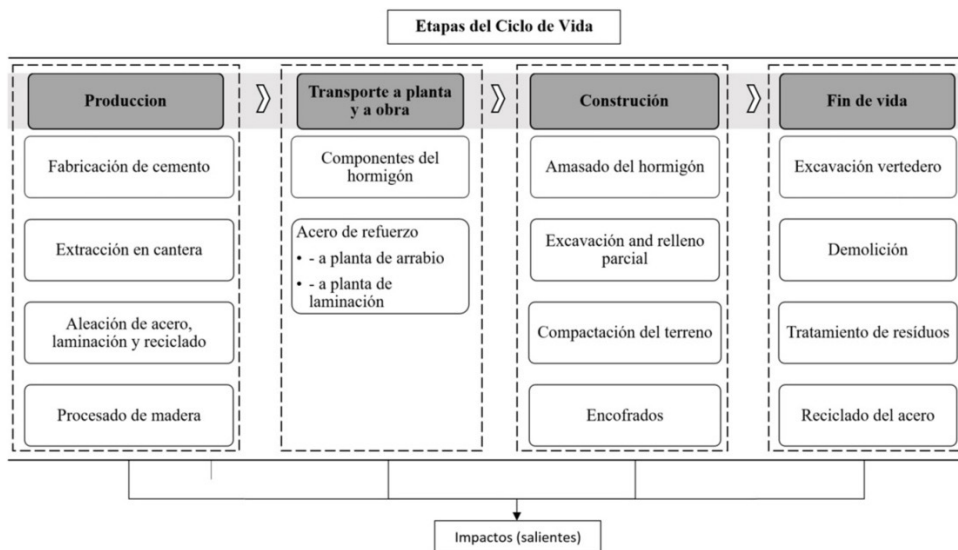 Etapas del Ciclo de Vida
Produccion
Fabricación de cemento
Extracción en cantera
Aleación de acero,
laminación y reciclado
Procesado de madera
Transporte a planta
y a obra
Componentes del
hormigón
Acero de refuerzo
• - a planta de arrabio
• - a planta de
laminación
Construción
Amasado del hormigón
Excavación and relleno
parcial
Compactación del terreno
Encofrados
Fin de vida
Excavación vertedero
Demolición
Tratamiento de resíduos
Reciclado del acero
Impactos (salientes)